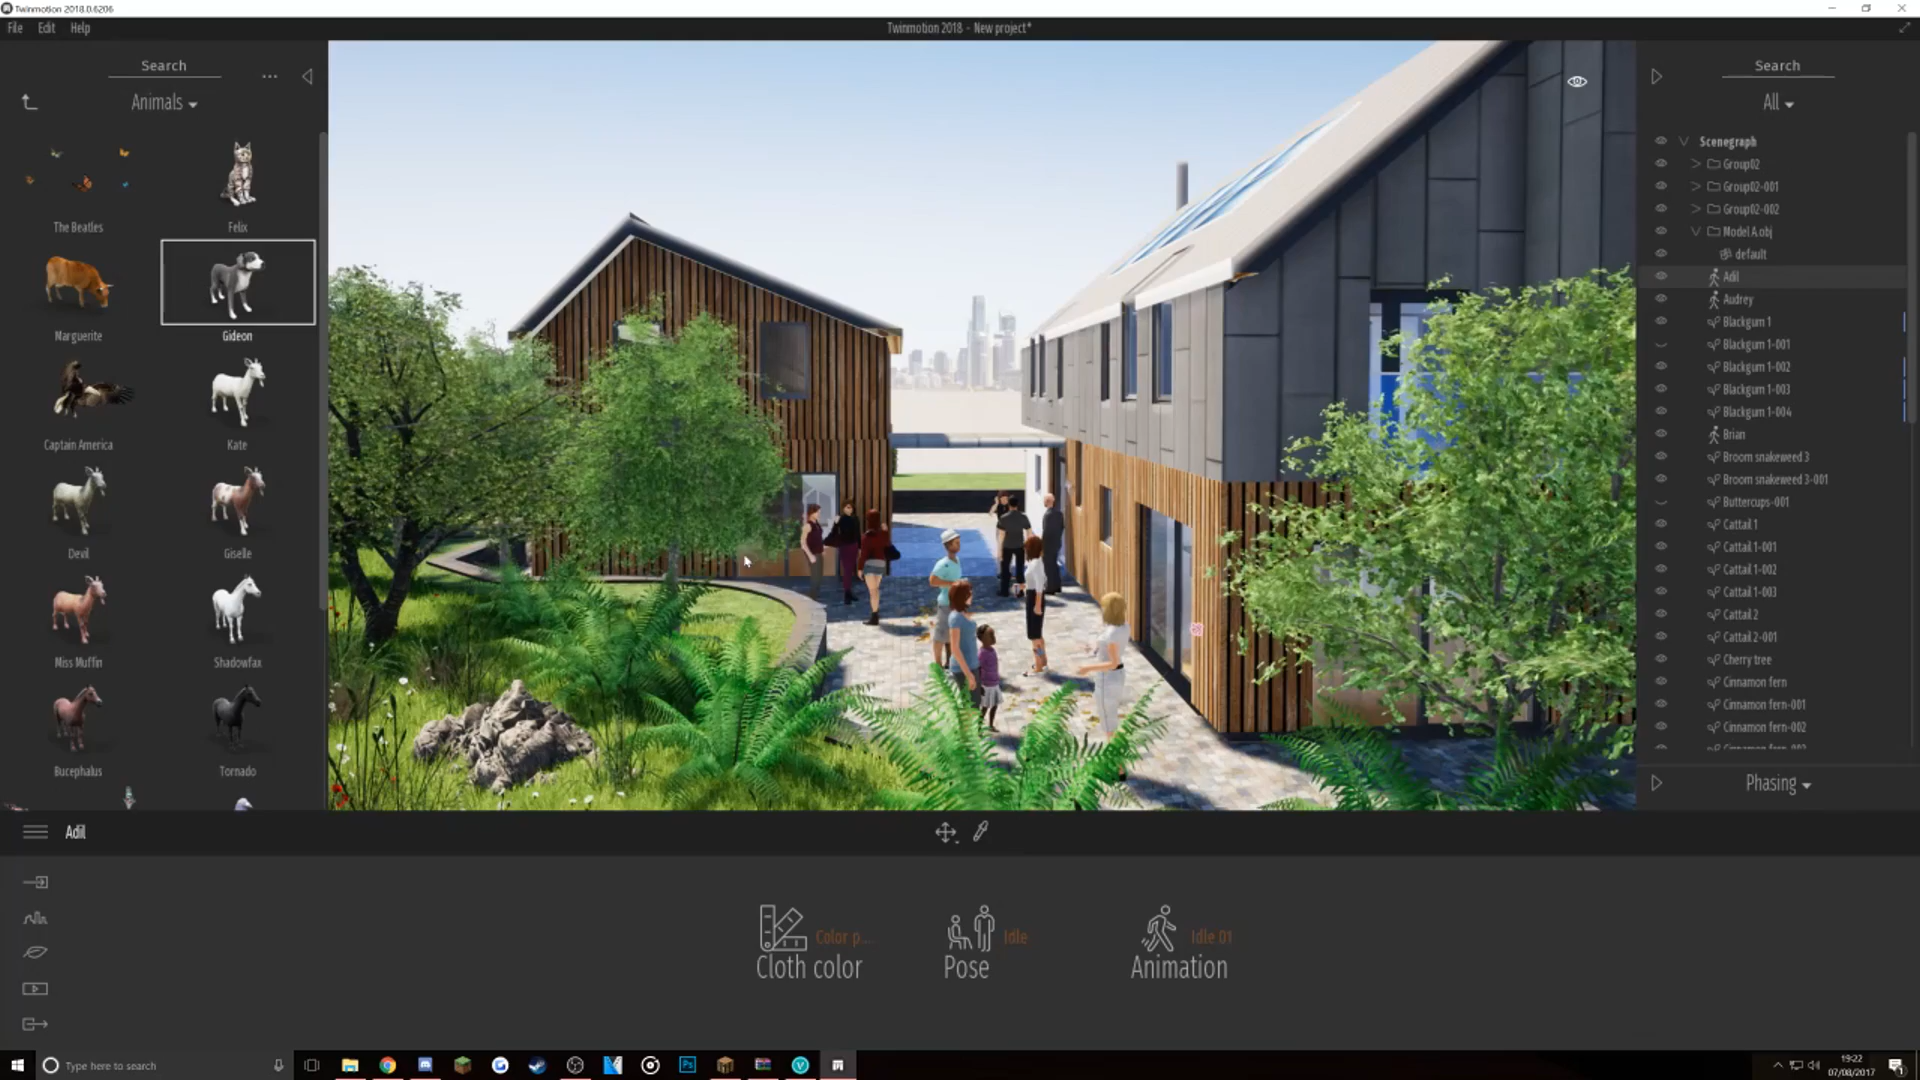 Twinmotion 2018.0.6206
File Edit Help
Twinmotion 2018 - New project*
Search
Animals
The Beatles
Felix
Marguerite
Gideon
Captain America
Kate
Devil
Giselle
Miss Muffin
Shadowfax
Bucephalus
Tornado
Search
All
Scenegraph
Group02
Group02-001
Group02-002
Model A.obj
default
Adil
Audrey
Blackgum 1
Blackgum 1-001
Blackgum 1-002
Blackgum 1-003
Blackgum 1-004
Brian
Broom snakeweed 3
Broom snakeweed 3-001
Buttercups-001
Cattail 1
Cattail 1-001
Cattail 1-002
Cattail 1-003
Cattail 2
Cattail 2-001
Cherry tree
Cinnamon fern
Cinnamon fern-001
Cinnamon fern-002
Phasing
Adil
Color p...
Cloth color
Idle
Pose
Idle 01
Animation
Type here to search
Ps
19:22
07/08/2017